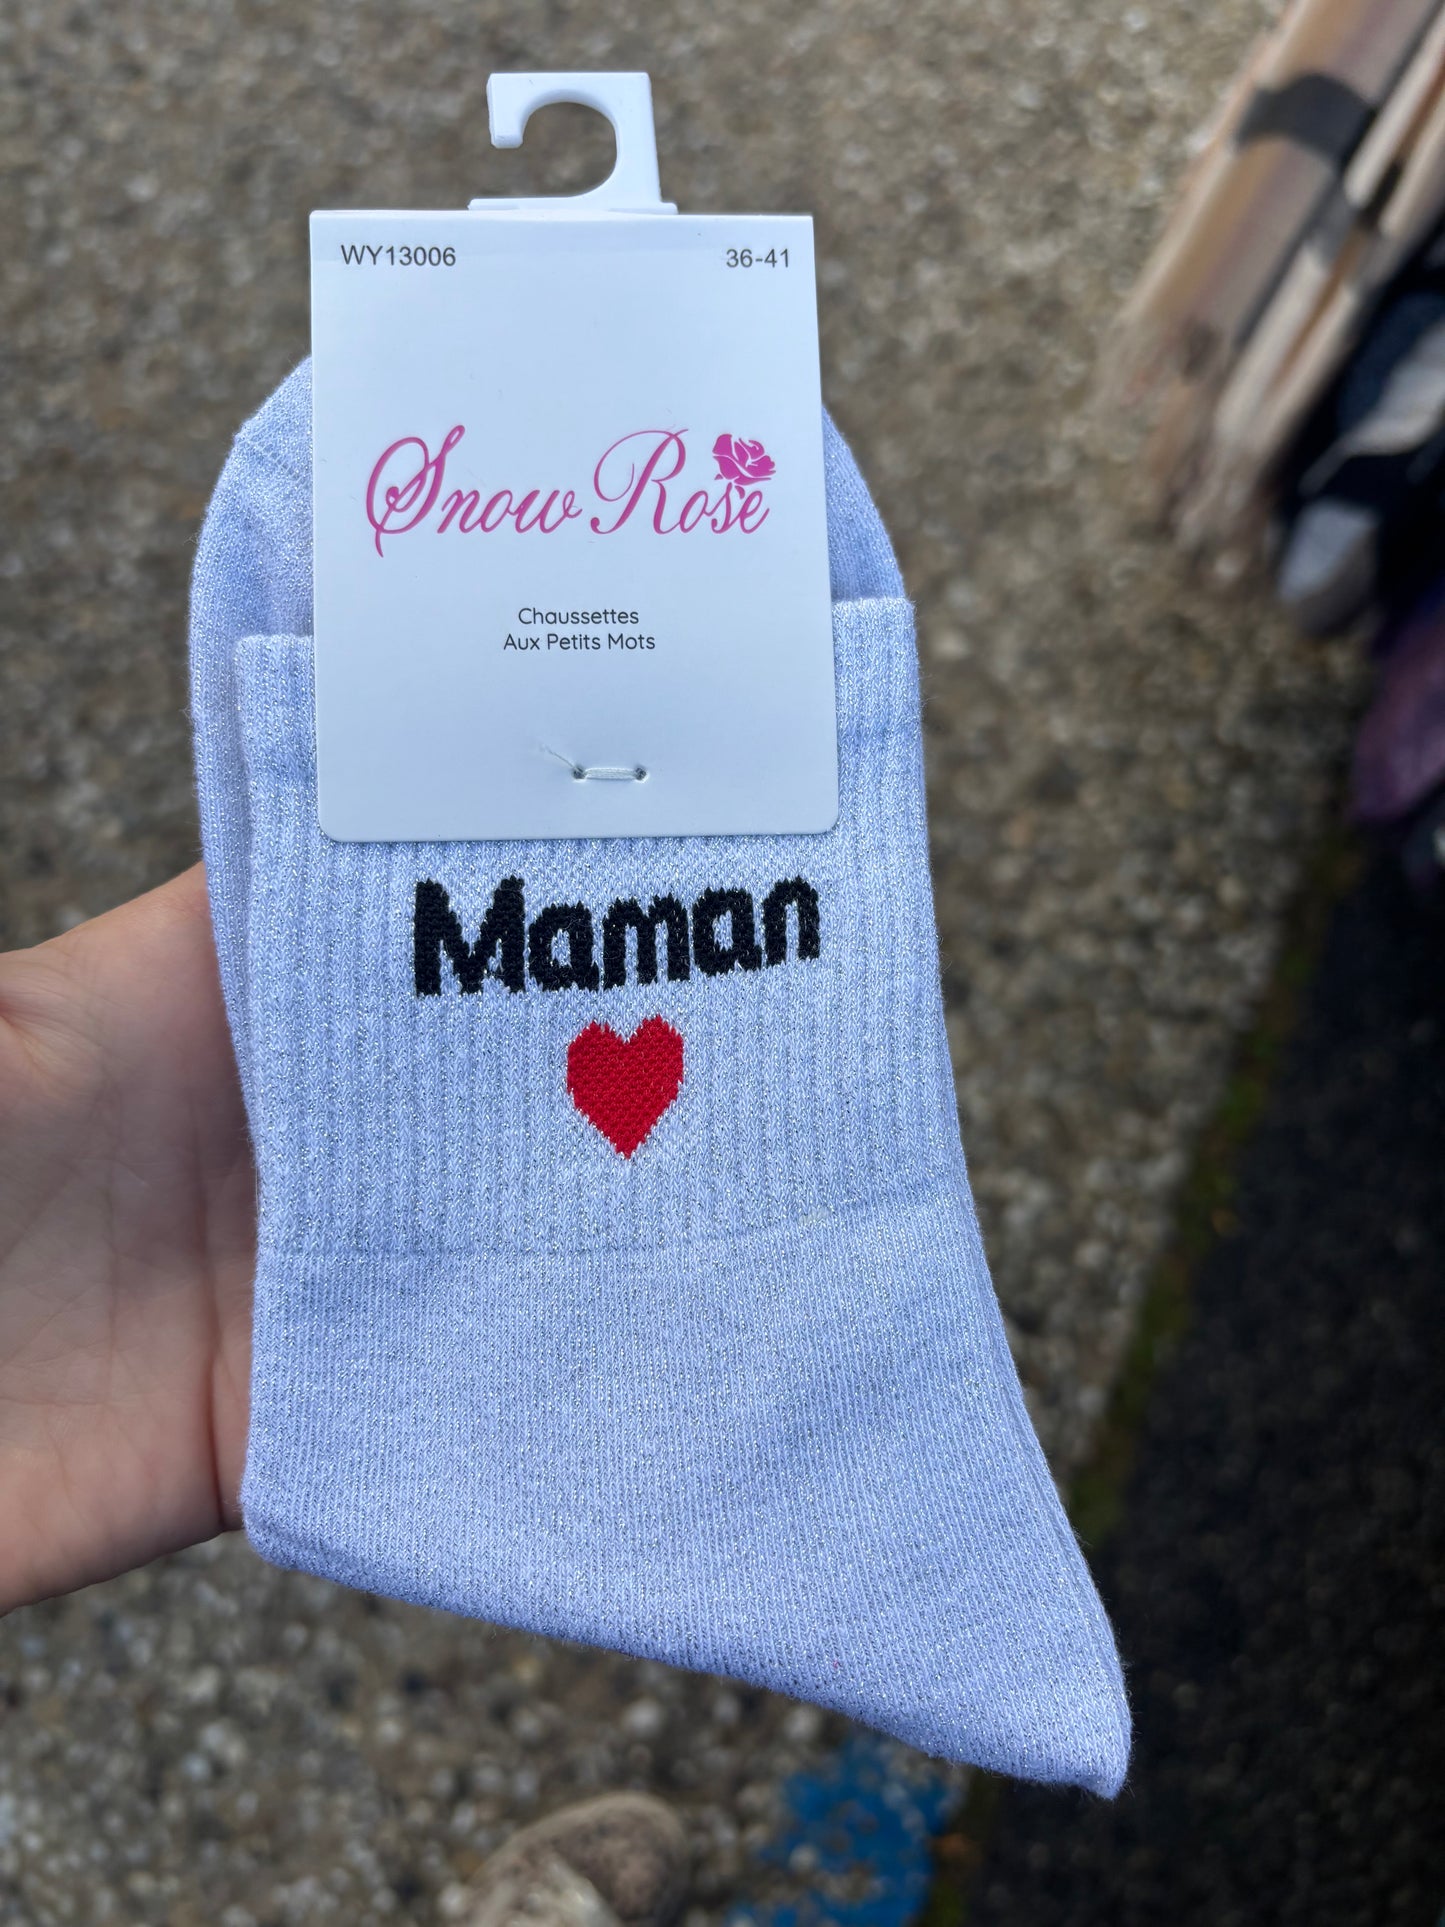 WY13006 36-41
Snow Rose
Chaussettes
Aux Petits Mots
Maman